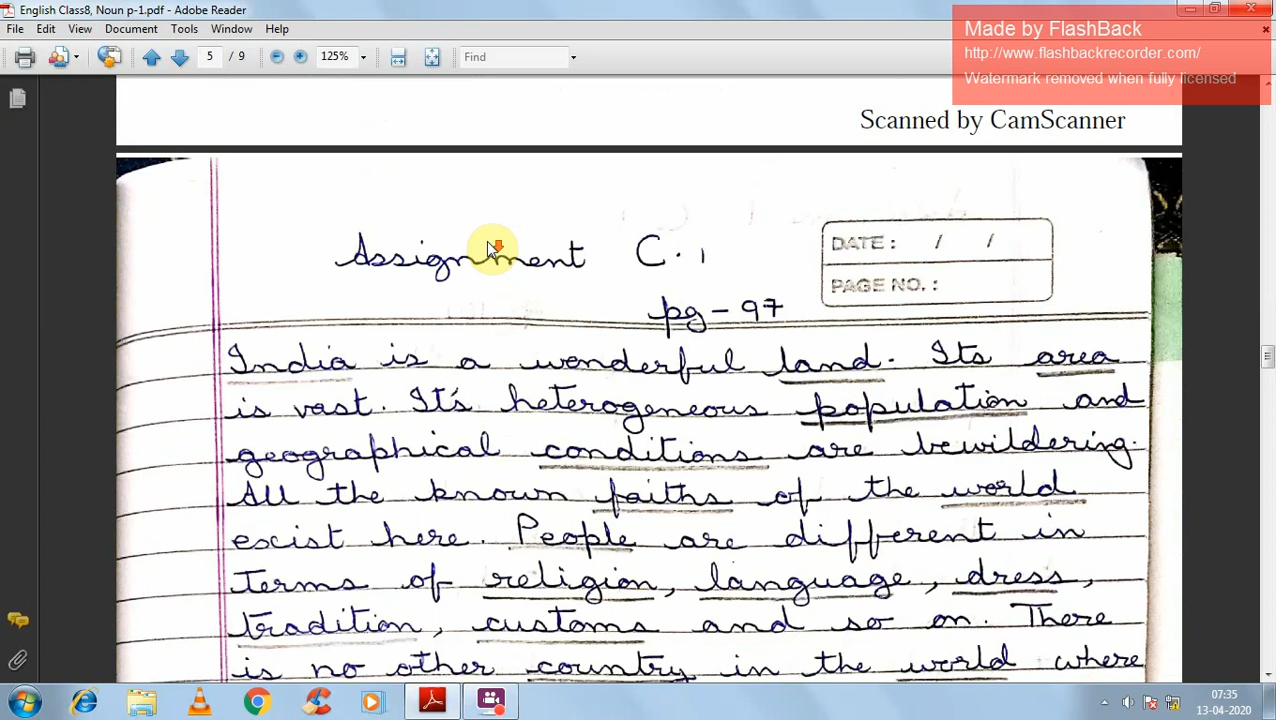 English Class8, Noun p-1.pdf - Adobe Reader
File Edit View Document Tools Window Help
5 / 9 125% Find
Made by FlashBack
http://www.flashbackrecorder.com/
Watermark removed when fully licensed
Scanned by CamScanner
Assignment C.1
DATE : / /
PAGE NO. :
pg - 97
India is a wonderful land. Its area
is vast. It's heterogeneous population and
geographical conditions are bewildering.
All the known faiths of the world
exist here. People are different in
terms of religion, language, dress,
tradition, customs and so on. There
is no other country in the world where
07:35
13-04-2020